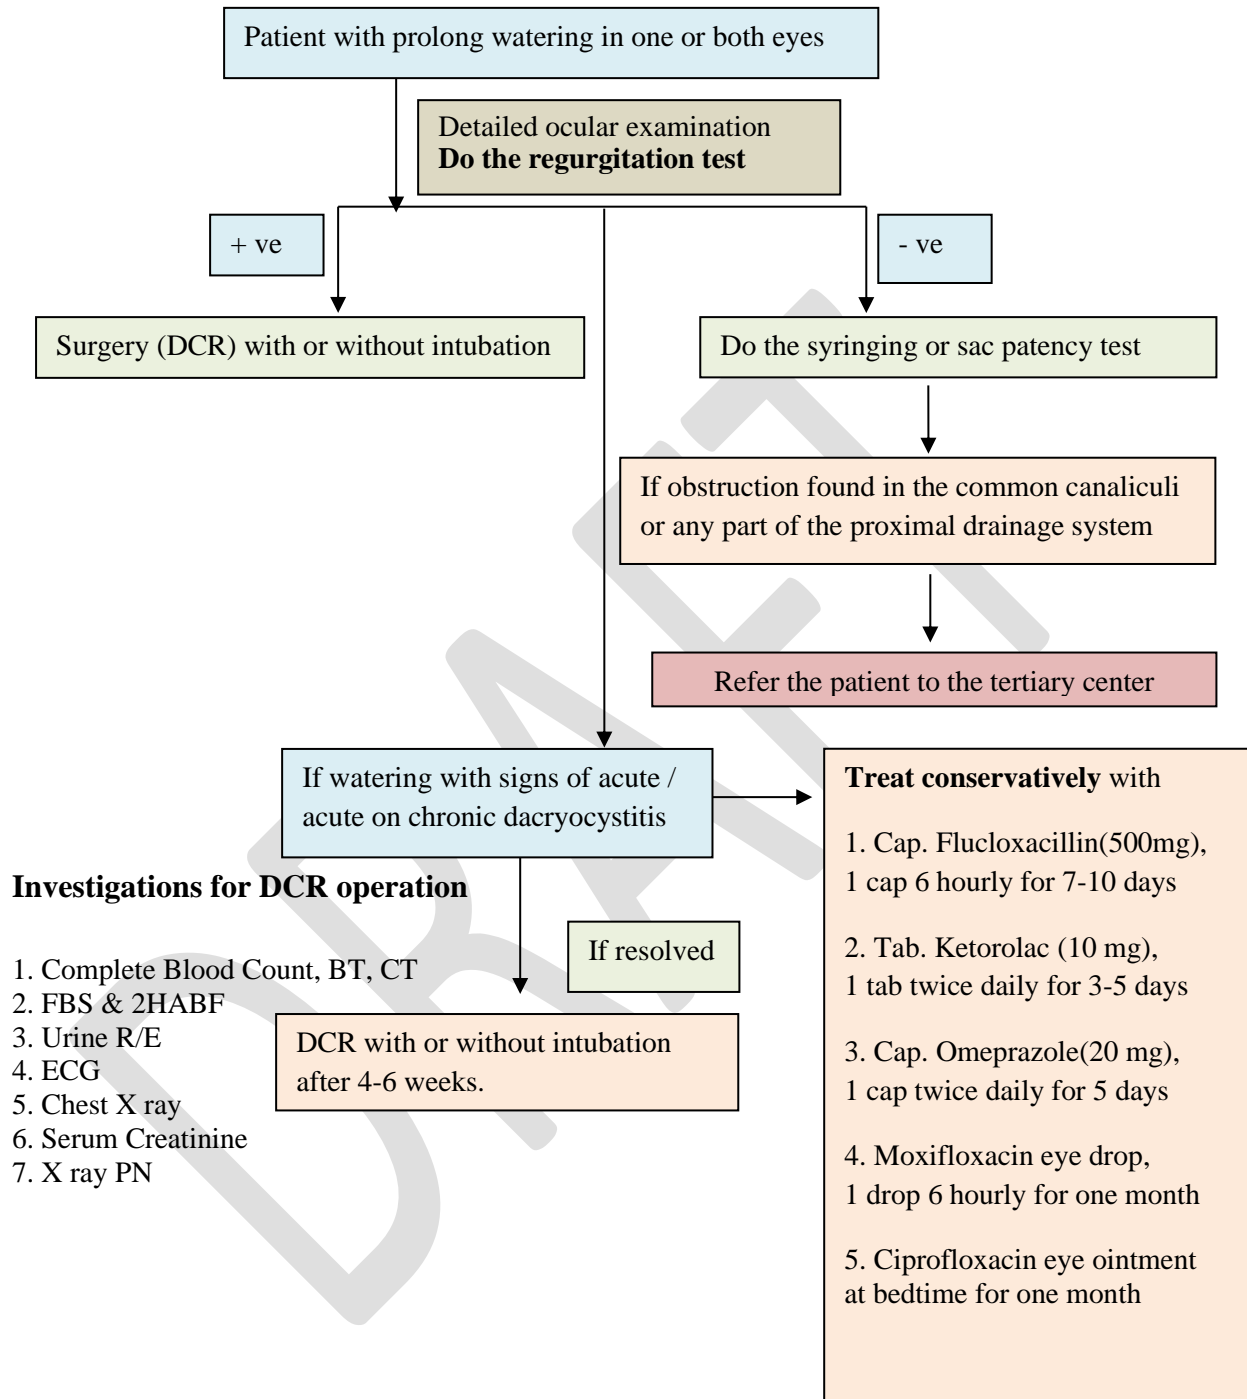 Patient with prolong watering in one or both eyes
Detailed ocular examination
Do the regurgitation test
+ ve
- ve
Surgery (DCR) with or without intubation
Do the syringing or sac patency test
If obstruction found in the common canaliculi
or any part of the proximal drainage system
Refer the patient to the tertiary center
If watering with signs of acute /
acute on chronic dacryocystitis
Treat conservatively with
1. Cap. Flucloxacillin(500mg),
1 cap 6 hourly for 7-10 days
2. Tab. Ketorolac (10 mg),
1 tab twice daily for 3-5 days
3. Cap. Omeprazole(20 mg),
1 cap twice daily for 5 days
4. Moxifloxacin eye drop,
1 drop 6 hourly for one month
5. Ciprofloxacin eye ointment
at bedtime for one month
If resolved
DCR with or without intubation
after 4-6 weeks.
Investigations for DCR operation
1. Complete Blood Count, BT, CT
2. FBS & 2HABF
3. Urine R/E
4. ECG
5. Chest X ray
6. Serum Creatinine
7. X ray PN
DRAFT